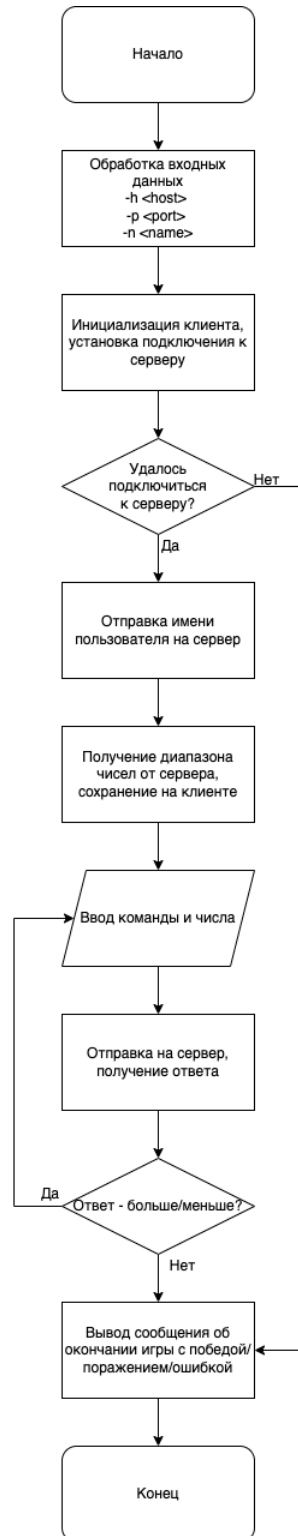 Начало
Обработка входных
данных
-h <host>
-p <port>
-n <name>
Инициализация клиента,
установка подключения к
серверу
Удалось
подключиться
к серверу?
Нет
Да
Отправка имени
пользователя на сервер
Получение диапазона
чисел от сервера,
сохранение на клиенте
Ввод команды и числа
Отправка на сервер,
получение ответа
Да
Ответ - больше/меньше?
Нет
Вывод сообщения об
окончании игры с победой/
поражением/ошибкой
Конец